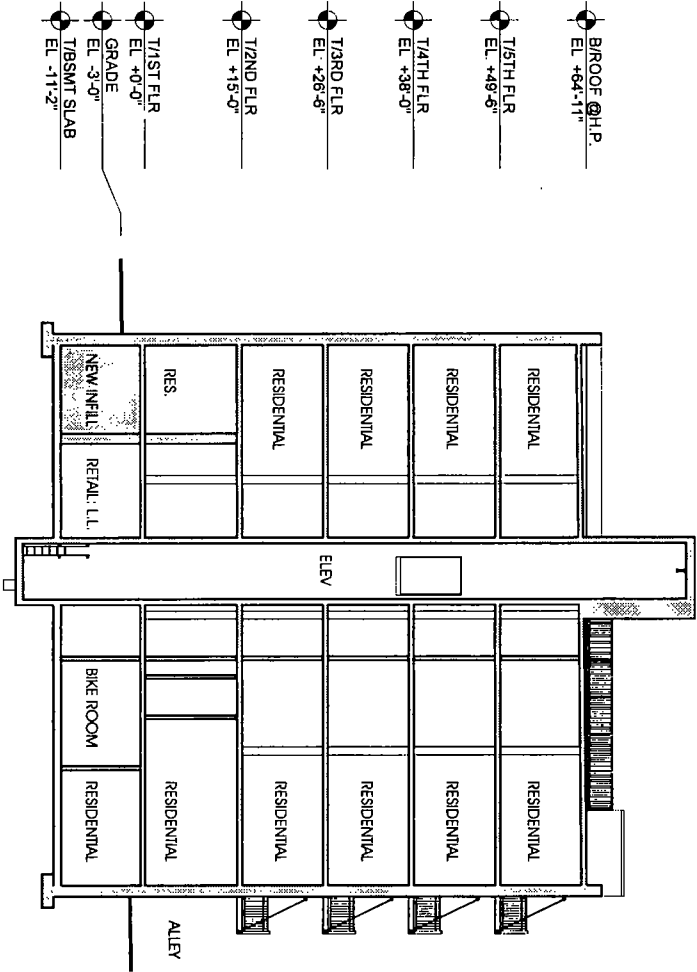 B/ROOF @H.P.
EL +64'-11"
T/5TH FLR
EL. +49'-6"
T/4TH FLR
EL +38'-0"
T/3RD FLR
EL +26'-6"
T/2ND FLR
EL +15'-0"
T/1ST FLR
EL +0'-0"
GRADE
EL -3'-0"
T/BSMT SLAB
EL -11'-2"
RESIDENTIAL
RESIDENTIAL
RESIDENTIAL
RESIDENTIAL
RES.
NEW INFILL
RETAIL: L.L.
ELEV
BIKE ROOM
RESIDENTIAL
RESIDENTIAL
RESIDENTIAL
RESIDENTIAL
RESIDENTIAL
RESIDENTIAL
ALLEY